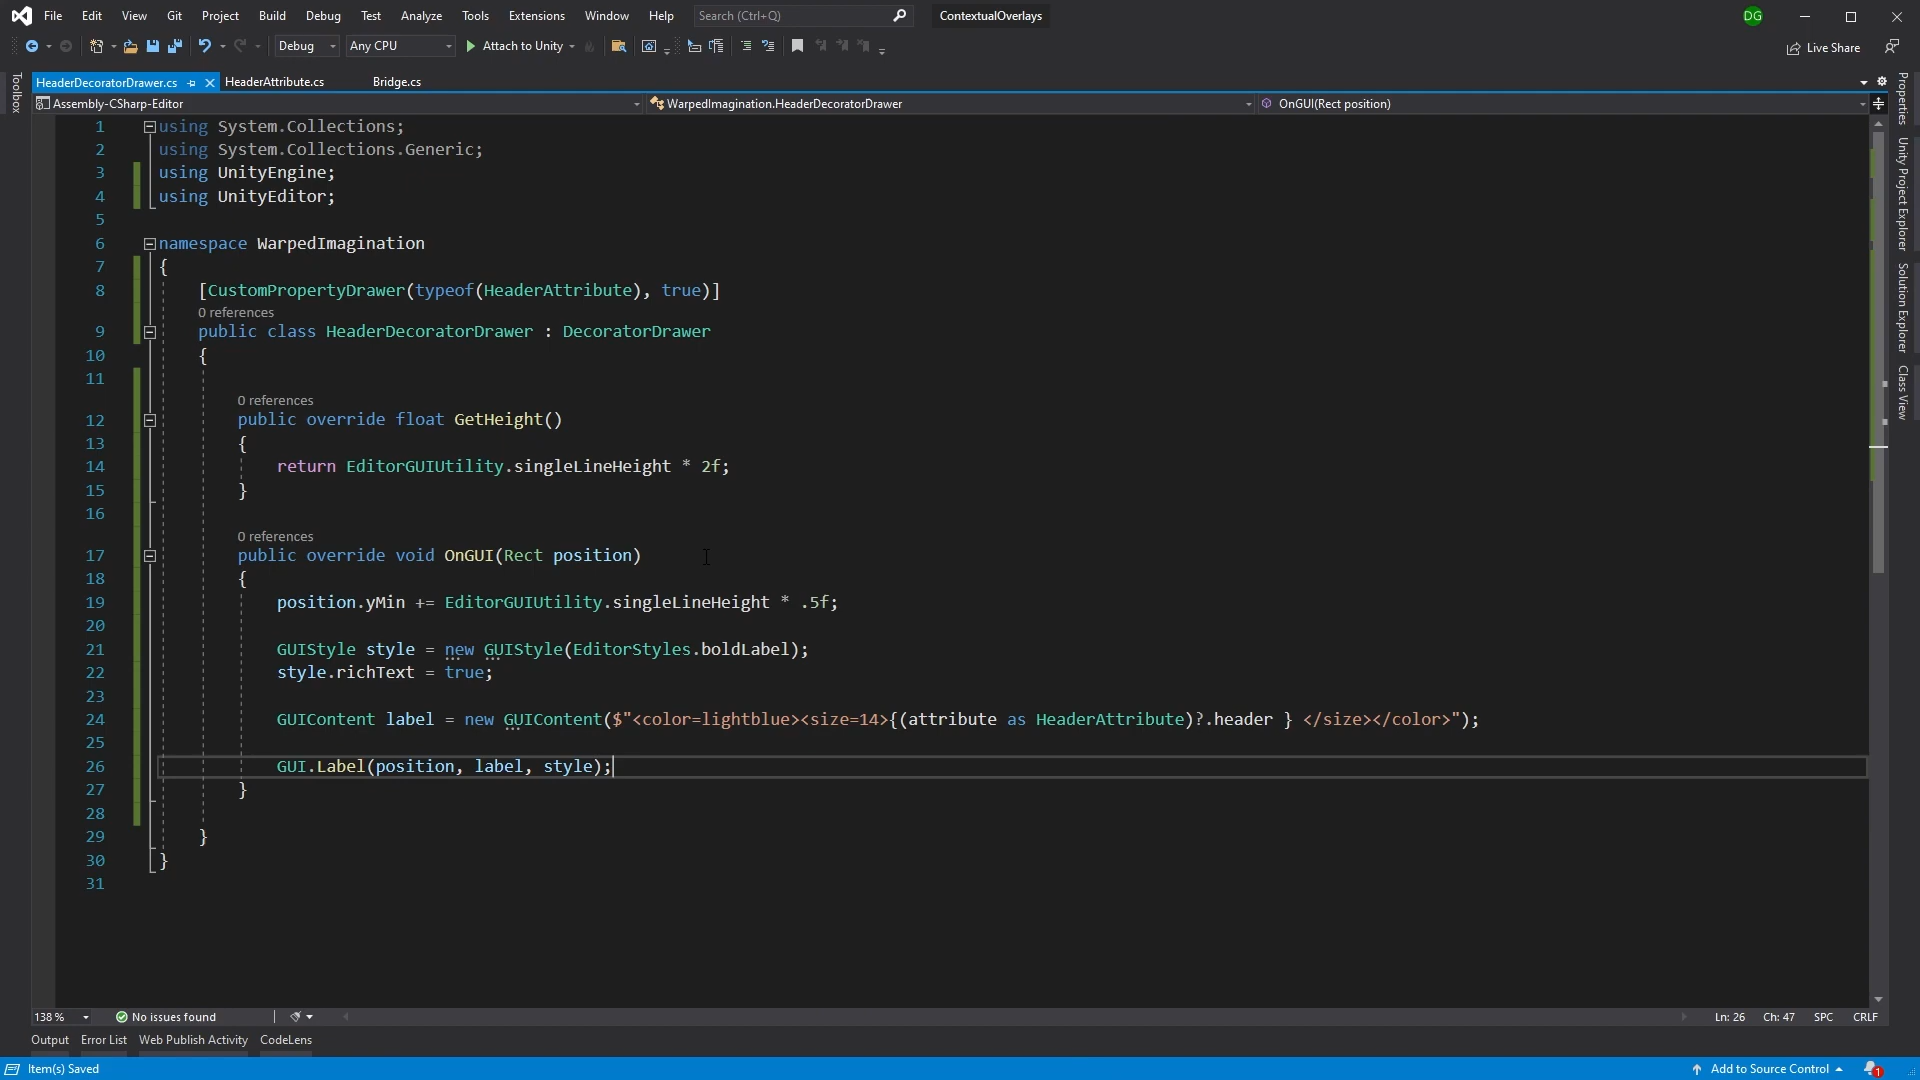 File Edit View Git Project Build Debug Test Analyze Tools Extensions Window Help Search (Ctrl+Q) ContextualOverlays DG
Debug Any CPU Attach to Unity Live Share
HeaderDecoratorDrawer.cs HeaderAttribute.cs Bridge.cs
Assembly-CSharp-Editor WarpedImagination.HeaderDecoratorDrawer OnGUI(Rect position)
Toolbox
Properties
Unity Project Explorer
Solution Explorer
Class View
1 using System.Collections;
2 using System.Collections.Generic;
3 using UnityEngine;
4 using UnityEditor;
5
6 namespace WarpedImagination
7 {
8 [CustomPropertyDrawer(typeof(HeaderAttribute), true)]
0 references
9 public class HeaderDecoratorDrawer : DecoratorDrawer
10 {
11
0 references
12 public override float GetHeight()
13 {
14 return EditorGUIUtility.singleLineHeight * 2f;
15 }
16
0 references
17 public override void OnGUI(Rect position)
18 {
19 position.yMin += EditorGUIUtility.singleLineHeight * .5f;
20
21 GUIStyle style = new GUIStyle(EditorStyles.boldLabel);
22 style.richText = true;
23
24 GUIContent label = new GUIContent($"<color=lightblue><size=14>{(attribute as HeaderAttribute)?.header } </size></color>");
25
26 GUI.Label(position, label, style);
27 }
28
29 }
30 }
31
138 % No issues found Ln: 26 Ch: 47 SPC CRLF
Output Error List Web Publish Activity CodeLens
Item(s) Saved Add to Source Control 1